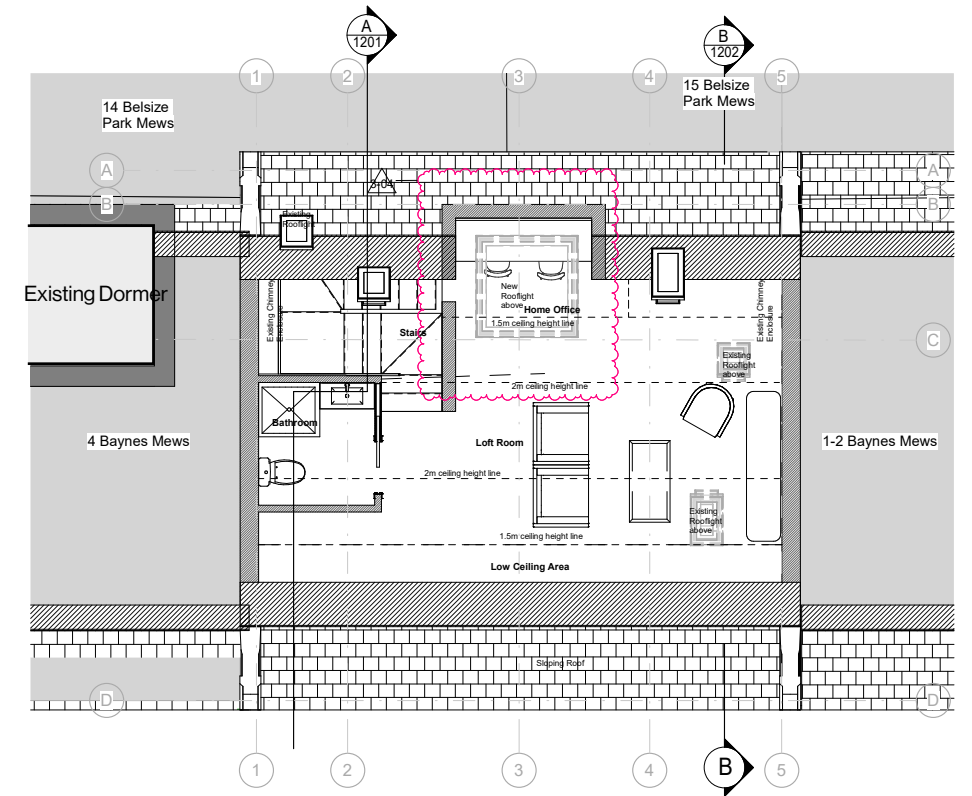 A
1201
B
1202
1
2
3
4
5
14 Belsize
Park Mews
15 Belsize
Park Mews
A
A
3-04
B
B
Existing
Rooflight
Existing Dormer
Existing Chimney
Enclosure
New
Rooflight
above
Home Office
1.5m ceiling height line
Stairs
Existing Chimney
Enclosure
C
Existing
Rooflight
above
2m ceiling height line
Bathroom
4 Baynes Mews
Loft Room
1-2 Baynes Mews
2m ceiling height line
Existing
Rooflight
above
1.5m ceiling height line
Low Ceiling Area
Sloping Roof
D
D
1
2
3
4
B
5